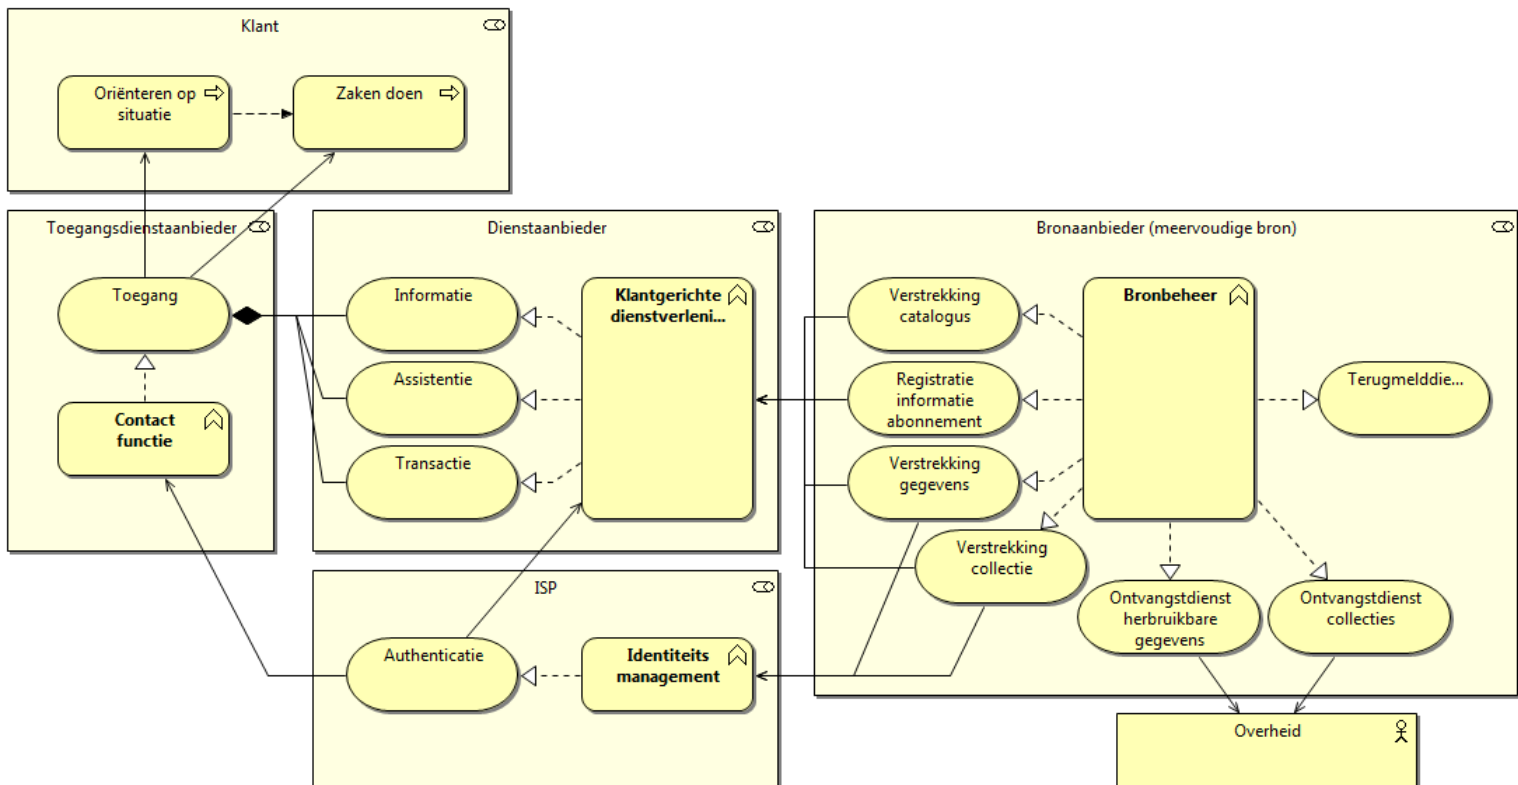 Klant
Oriënteren op
situatie
Zaken doen
Toegangsdienstaanbieder
Toegang
Contact
functie
Dienstaanbieder
Informatie
Assistentie
Transactie
Klantgerichte
dienstverleni...
ISP
Authenticatie
Identiteits
management
Bronaanbieder (meervoudige bron)
Verstrekking
catalogus
Registratie
informatie
abonnement
Verstrekking
gegevens
Verstrekking
collectie
Bronbeheer
Terugmelddie...
Ontvangstdienst
herbruikbare
gegevens
Ontvangstdienst
collecties
Overheid